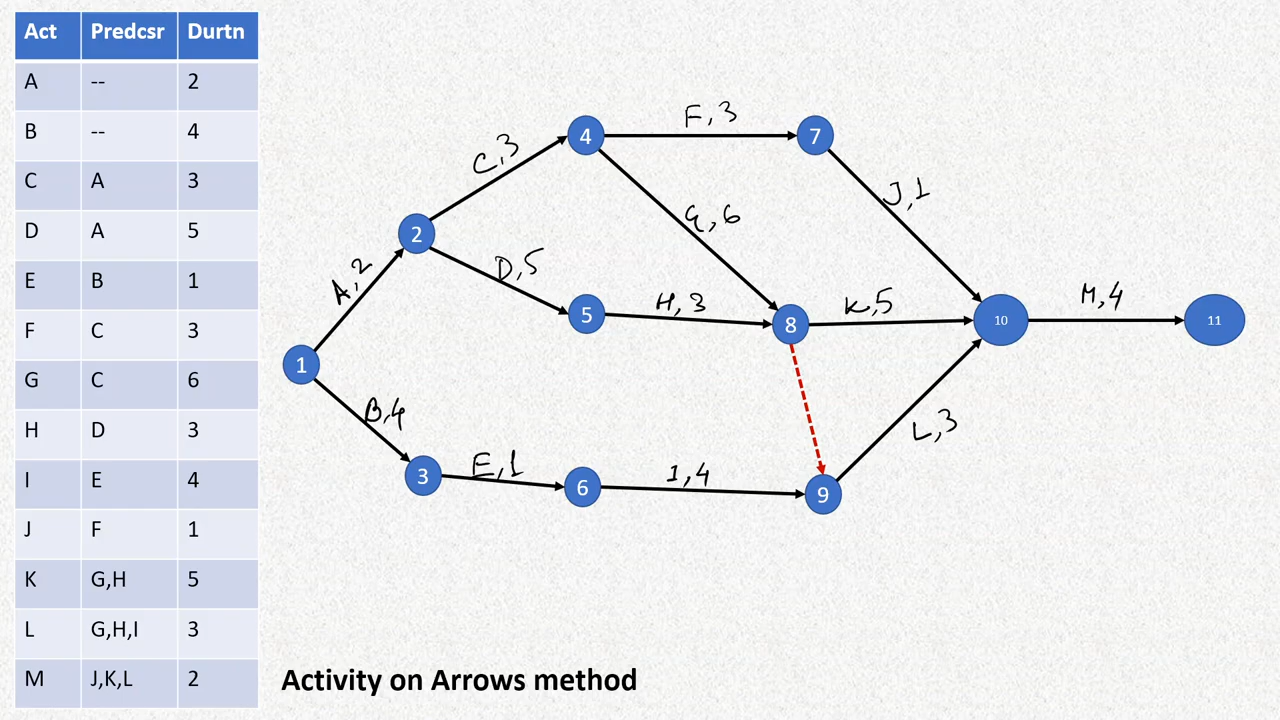 Act Predcsr Durtn
A -- 2
B -- 4
C A 3
D A 5
E B 1
F C 3
G C 6
H D 3
I E 4
J F 1
K G,H 5
L G,H,I 3
M J,K,L 2
F,3
4
7
C,3
J,1
G,6
2
D,5
A,2
H,3
K,5
M,4
5
8
10
11
1
B,4
L,3
3
E,1
6
I,4
9
Activity on Arrows method